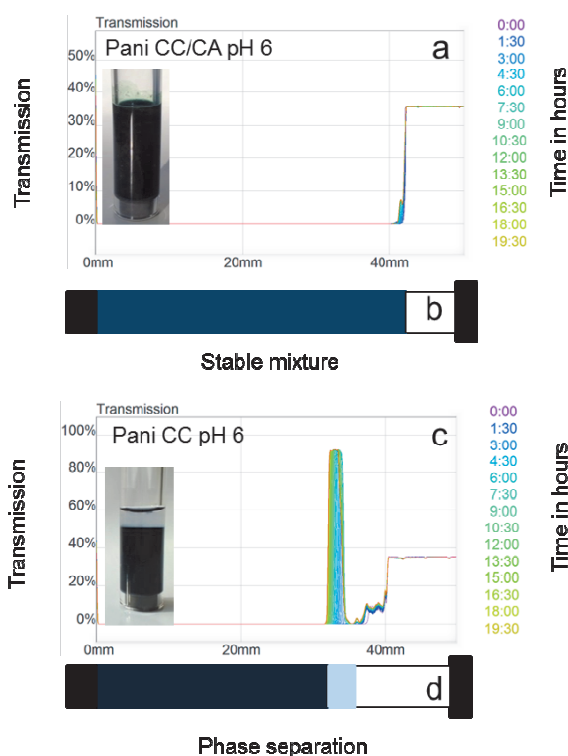 Transmission
Pani CC/CA pH 6
a
50%
40%
30%
20%
10%
0%
0mm
20mm
40mm
Transmission
0:00
1:30
3:00
4:30
6:00
7:30
9:00
10:30
12:00
13:30
15:00
16:30
18:00
19:30
Time in hours
b
Stable mixture
Transmission
Pani CC pH 6
c
100%
80%
60%
40%
20%
0%
0mm
20mm
40mm
Transmission
0:00
1:30
3:00
4:30
6:00
7:30
9:00
10:30
12:00
13:30
15:00
16:30
18:00
19:30
Time in hours
d
Phase separation